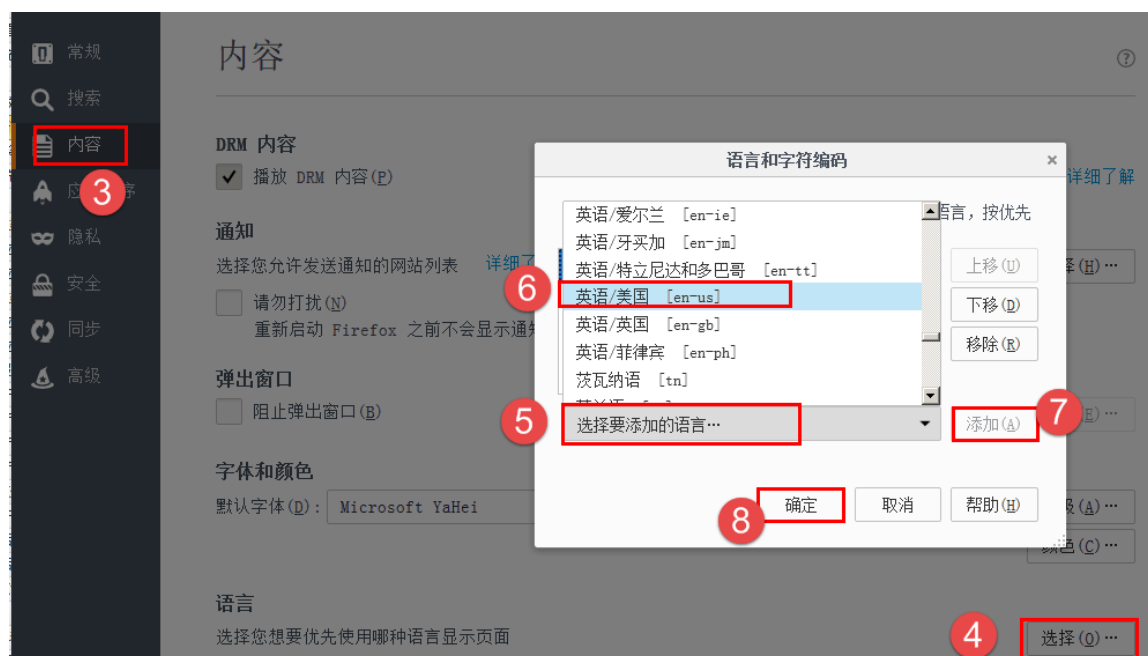 常规
搜索
内容
应
序
隐私
安全
同步
高级
3
内容
DRM 内容
播放 DRM 内容(P)
详细了解
通知
选择您允许发送通知的网站列表 详细了
择(H)…
请勿打扰(N)
重新启动 Firefox 之前不会显示通知
弹出窗口
阻止弹出窗口(B)
(E)…
字体和颜色
默认字体(D): Microsoft YaHei
级(A)…
颜色(C)…
语言
选择您想要优先使用哪种语言显示页面
4
选择(O)…
语言和字符编码
语言，按优先
英语/爱尔兰 [en-ie]
英语/牙买加 [en-jm]
英语/特立尼达和多巴哥 [en-tt]
6
英语/美国 [en-us]
英语/英国 [en-gb]
英语/菲律宾 [en-ph]
茨瓦纳语 [tn]
上移(U)
下移(D)
移除(R)
5
选择要添加的语言…
添加(A)
7
8
确定
取消
帮助(H)